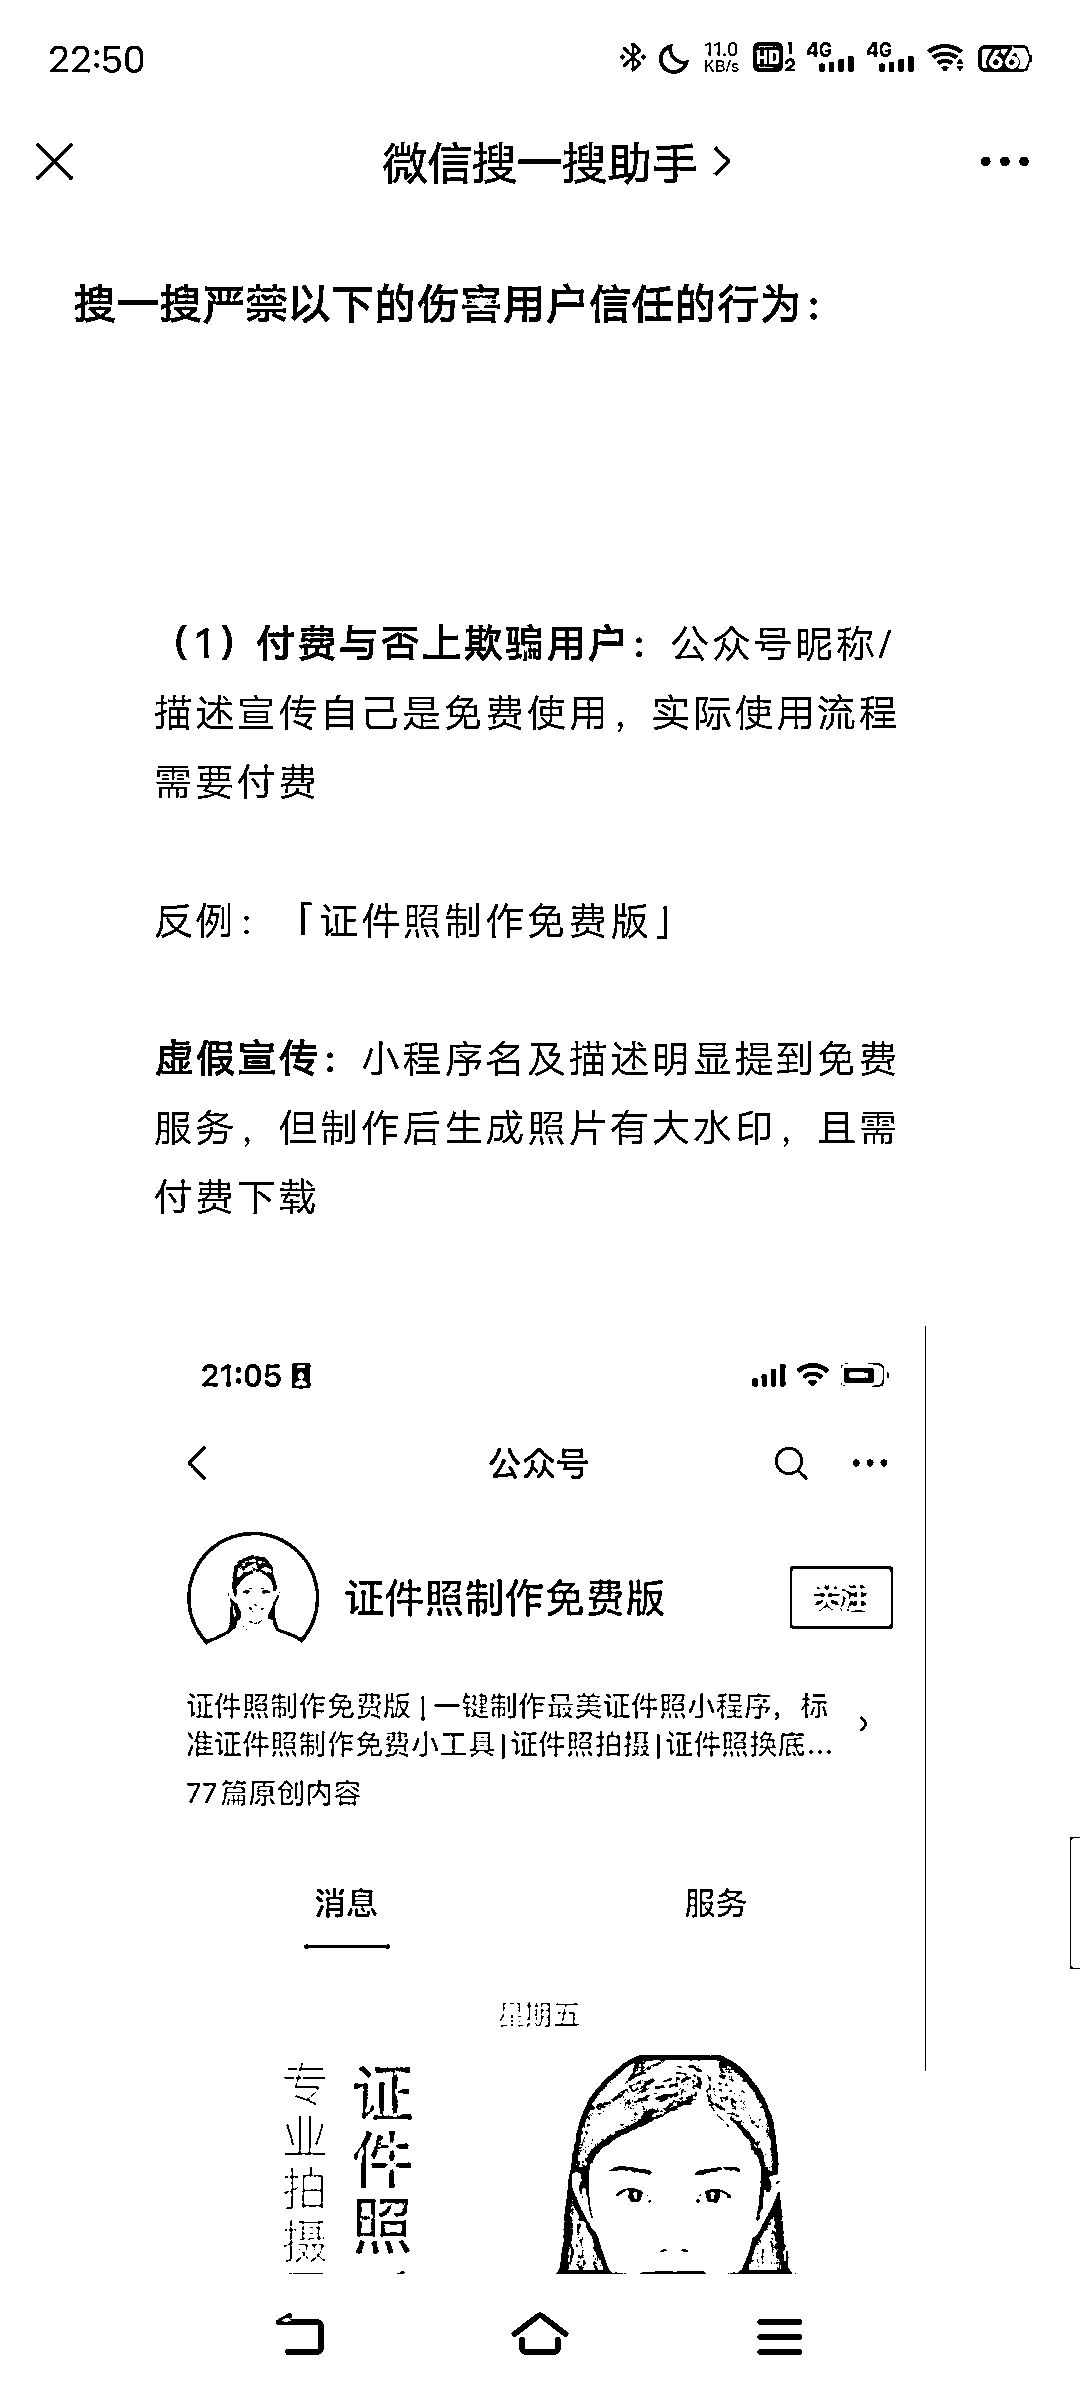 22:50
11.0 KB/s HD 1 2 4G 4G 66
微信搜一搜助手
搜一搜严禁以下的伤害用户信任的行为：
（1）付费与否上欺骗用户：公众号昵称/
描述宣传自己是免费使用，实际使用流程
需要付费
反例：「证件照制作免费版」
虚假宣传：小程序名及描述明显提到免费
服务，但制作后生成照片有大水印，且需
付费下载
21:05
公众号
证件照制作免费版
关注
证件照制作免费版 | 一键制作最美证件照小程序，标
准证件照制作免费小工具|证件照拍摄|证件照换底...
77篇原创内容
消息
服务
星期五
证件照
专业拍摄